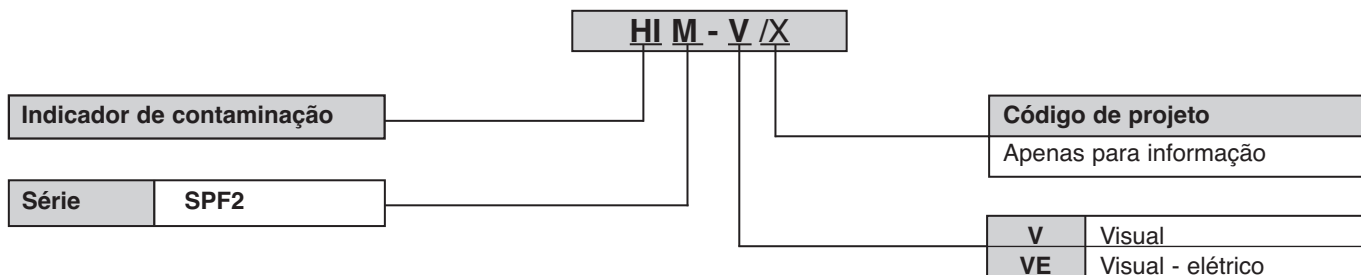 HI M - V /X
Indicador de contaminação
Código de projeto
Apenas para informação
Série SPF2
V Visual
VE Visual - elétrico